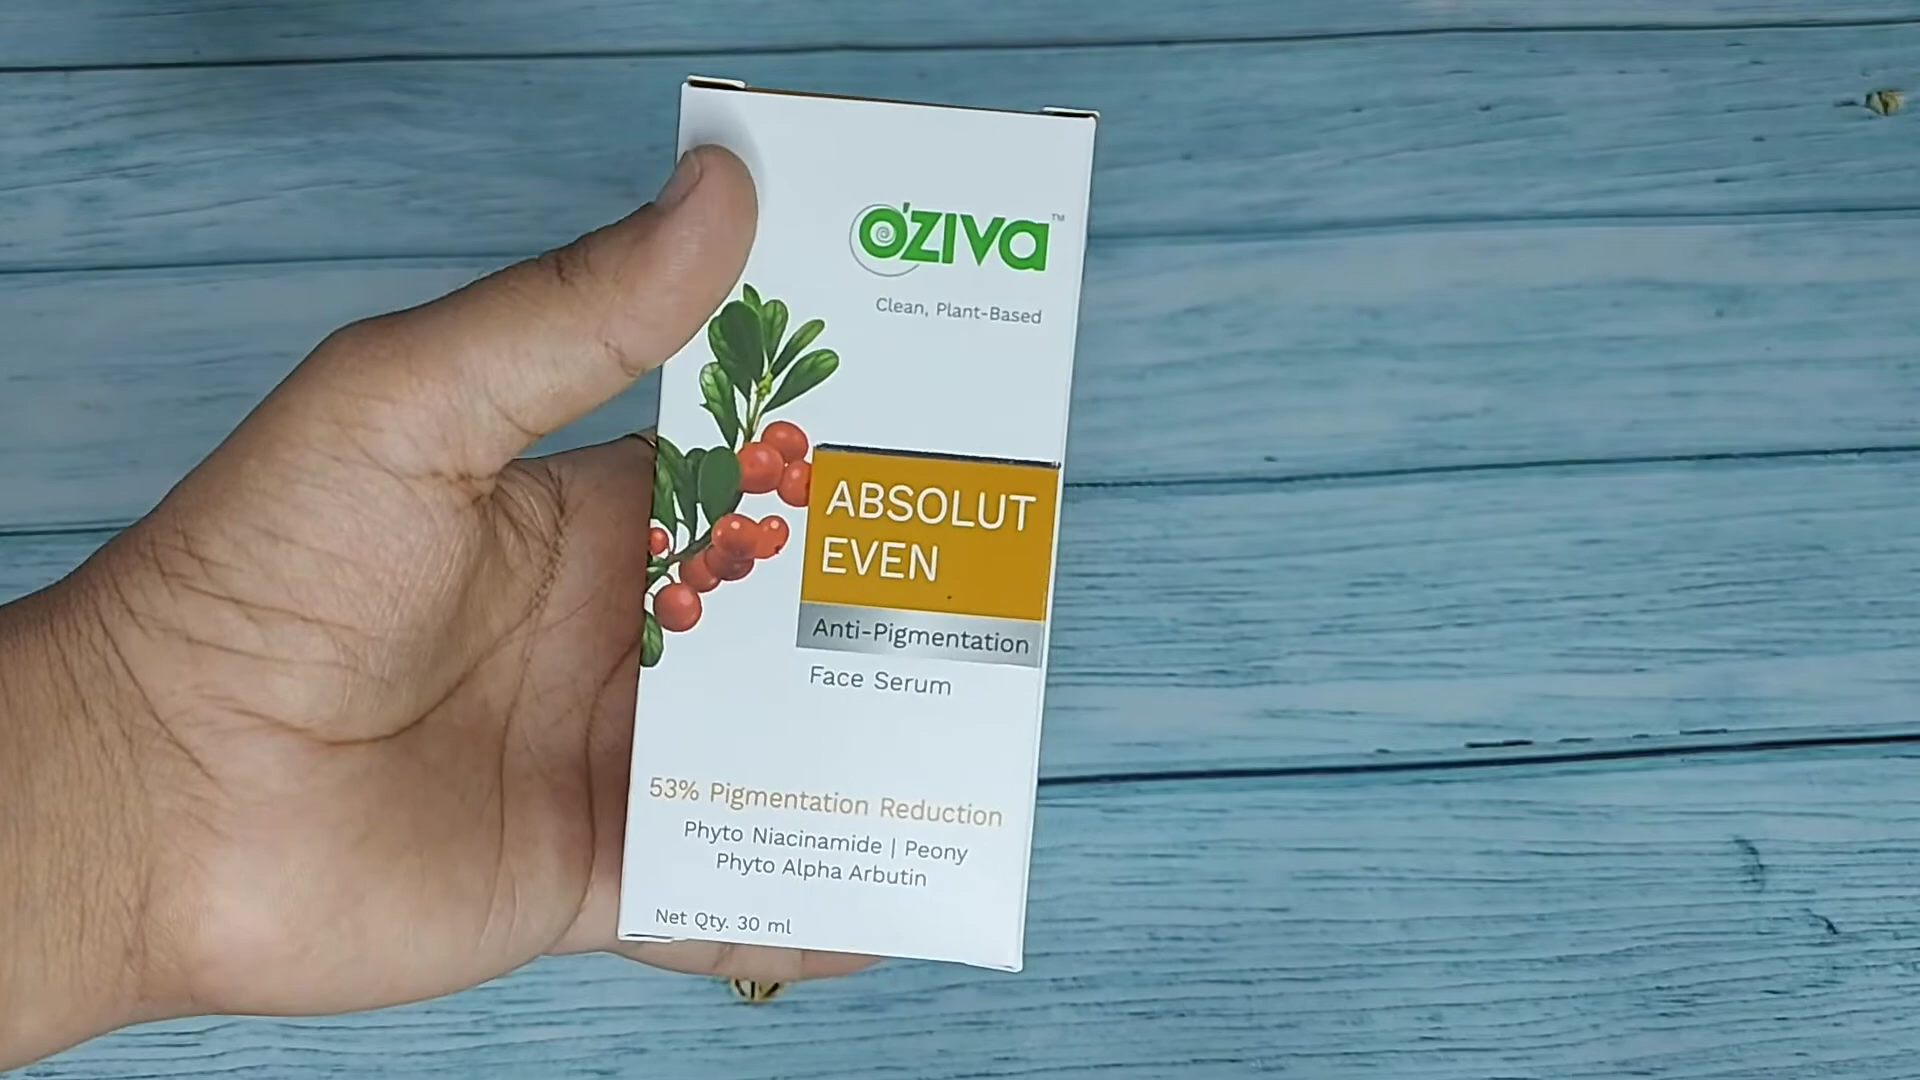 O'ZIVA™
Clean, Plant-Based
ABSOLUT
EVEN
Anti-Pigmentation
Face Serum
53% Pigmentation Reduction
Phyto Niacinamide | Peony
Phyto Alpha Arbutin
Net Qty. 30 ml